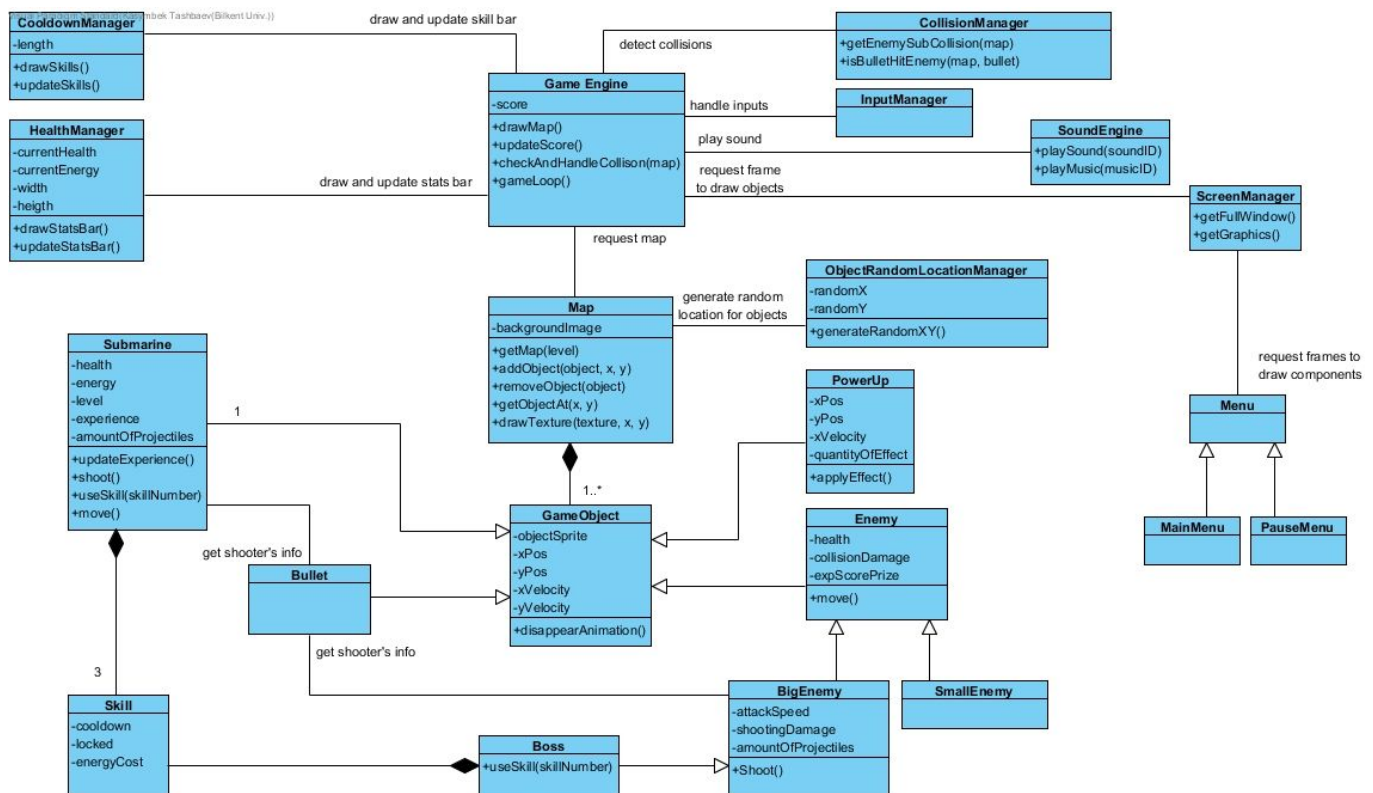 Visual Paradigm Standard(Kasymbek Tashbaev(Bilkent Univ.))
CooldownManager
-length
+drawSkills()
+updateSkills()
draw and update skill bar
detect collisions
CollisionManager
+getEnemySubCollision(map)
+isBulletHitEnemy(map, bullet)
Game Engine
-score
+drawMap()
+updateScore()
+checkAndHandleCollison(map)
+gameLoop()
handle inputs
InputManager
play sound
SoundEngine
+playSound(soundID)
+playMusic(musicID)
HealthManager
-currentHealth
-currentEnergy
-width
-heigth
+drawStatsBar()
+updateStatsBar()
draw and update stats bar
request frame
to draw objects
ScreenManager
+getFullWindow()
+getGraphics()
request map
Map
-backgroundImage
+getMap(level)
+addObject(object, x, y)
+removeObject(object)
+getObjectAt(x, y)
+drawTexture(texture, x, y)
generate random
location for objects
ObjectRandomLocationManager
-randomX
-randomY
+generateRandomXY()
request frames to
draw components
Submarine
-health
-energy
-level
-experience
-amountOfProjectiles
+updateExperience()
+shoot()
+useSkill(skillNumber)
+move()
1
PowerUp
-xPos
-yPos
-xVelocity
-quantityOfEffect
+applyEffect()
Menu
MainMenu
PauseMenu
1..*
GameObject
-objectSprite
-xPos
-yPos
-xVelocity
-yVelocity
+disappearAnimation()
Enemy
-health
-collisionDamage
-expScorePrize
+move()
get shooter's info
Bullet
get shooter's info
3
Skill
-cooldown
-locked
-energyCost
Boss
+useSkill(skillNumber)
BigEnemy
-attackSpeed
-shootingDamage
-amountOfProjectiles
+Shoot()
SmallEnemy